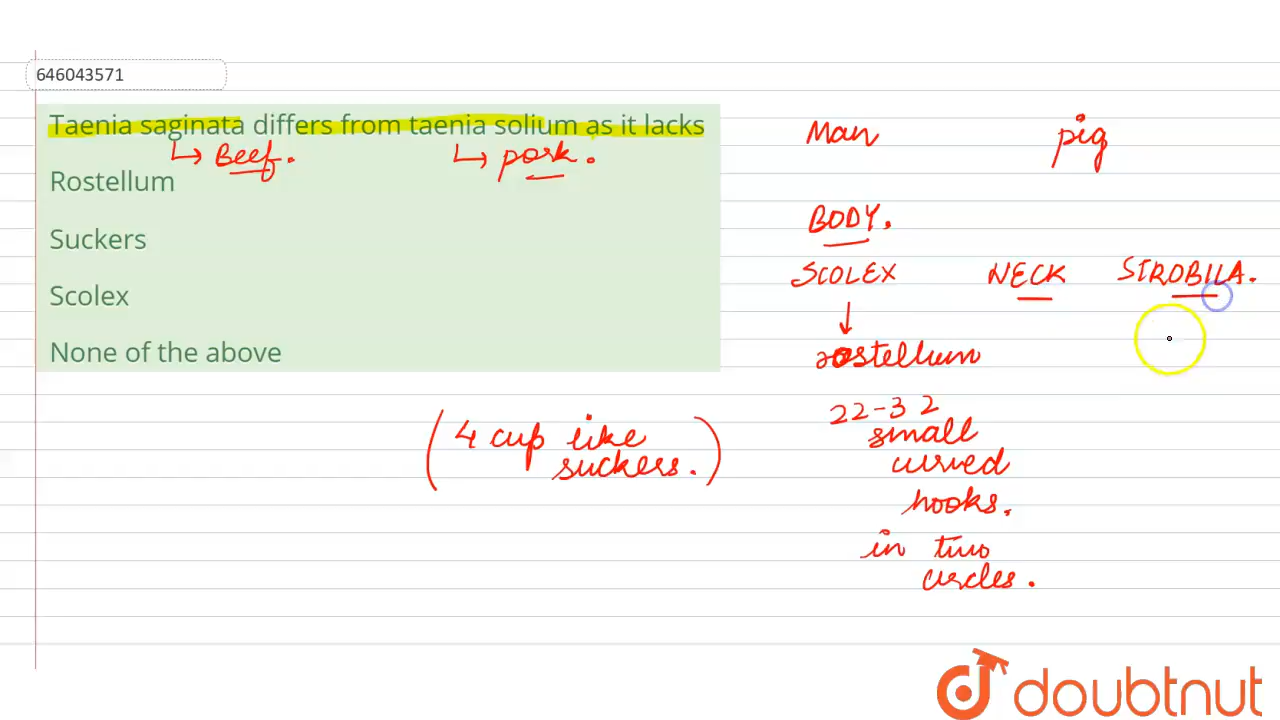 646043571
Taenia saginata differs from taenia solium as it lacks
↳ Beef. ↳ pork.
Rostellum
Suckers
Scolex
None of the above
(4 cup like
suckers.)
Man pig
BODY.
SCOLEX NECK STROBILA.
↓
rostellum
22-32
small
curved
hooks.
in two
circles.
doubtnut